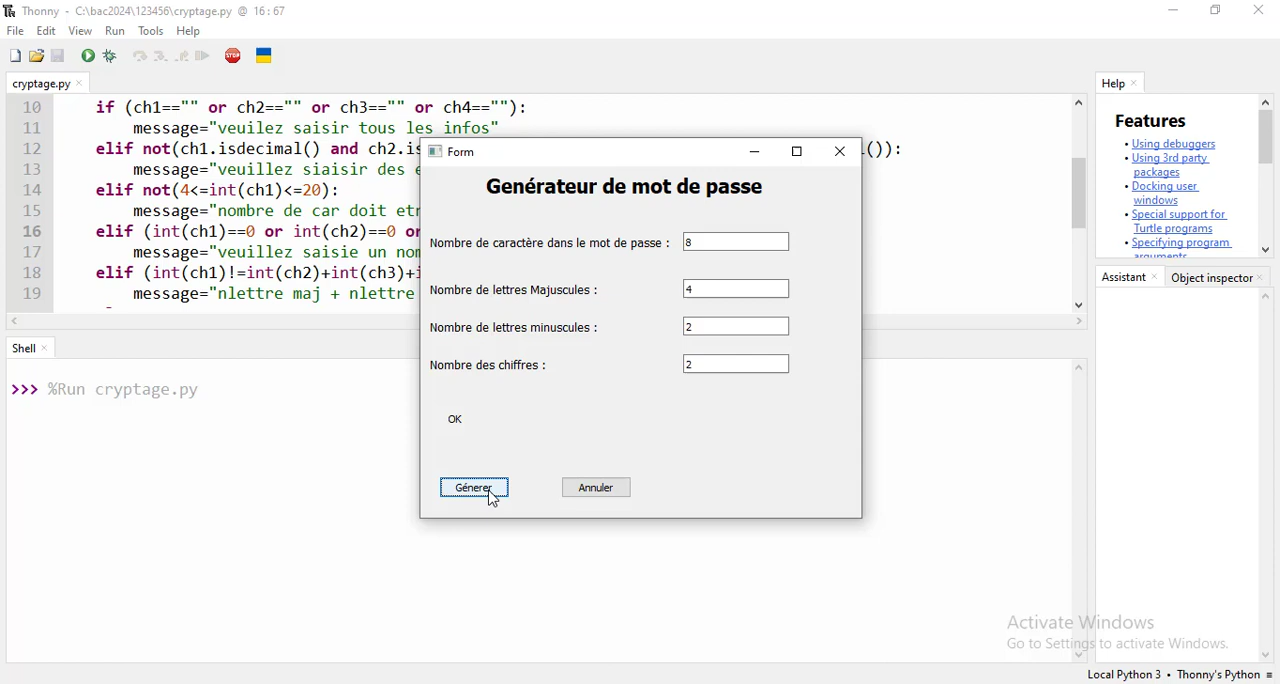 Thonny - C:\bac2024\123456\cryptage.py @ 16:67
File Edit View Run Tools Help
STOP
cryptage.py ×
10 if (ch1=="" or ch2=="" or ch3=="" or ch4==""):
11 message="veuilez saisir tous les infos"
12 elif not(ch1.isdecimal() and ch2.is ()):
13 message="veuillez siaisir des e
14 elif not(4<=int(ch1)<=20):
15 message="nombre de car doit etr
16 elif (int(ch1)==0 or int(ch2)==0 or
17 message="veuillez saisie un nom
18 elif (int(ch1)!=int(ch2)+int(ch3)+i
19 message="nlettre maj + nlettre
Shell ×
>>> %Run cryptage.py
Form
Genérateur de mot de passe
Nombre de caractère dans le mot de passe : 8
Nombre de lettres Majuscules : 4
Nombre de lettres minuscules : 2
Nombre des chiffres : 2
OK
Génerer Annuler
Help ×
Features
• Using debuggers
• Using 3rd party
packages
• Docking user
windows
• Special support for
Turtle programs
• Specifying program
arguments
Assistant × Object inspector ×
Activate Windows
Go to Settings to activate Windows.
Local Python 3 • Thonny's Python ≡